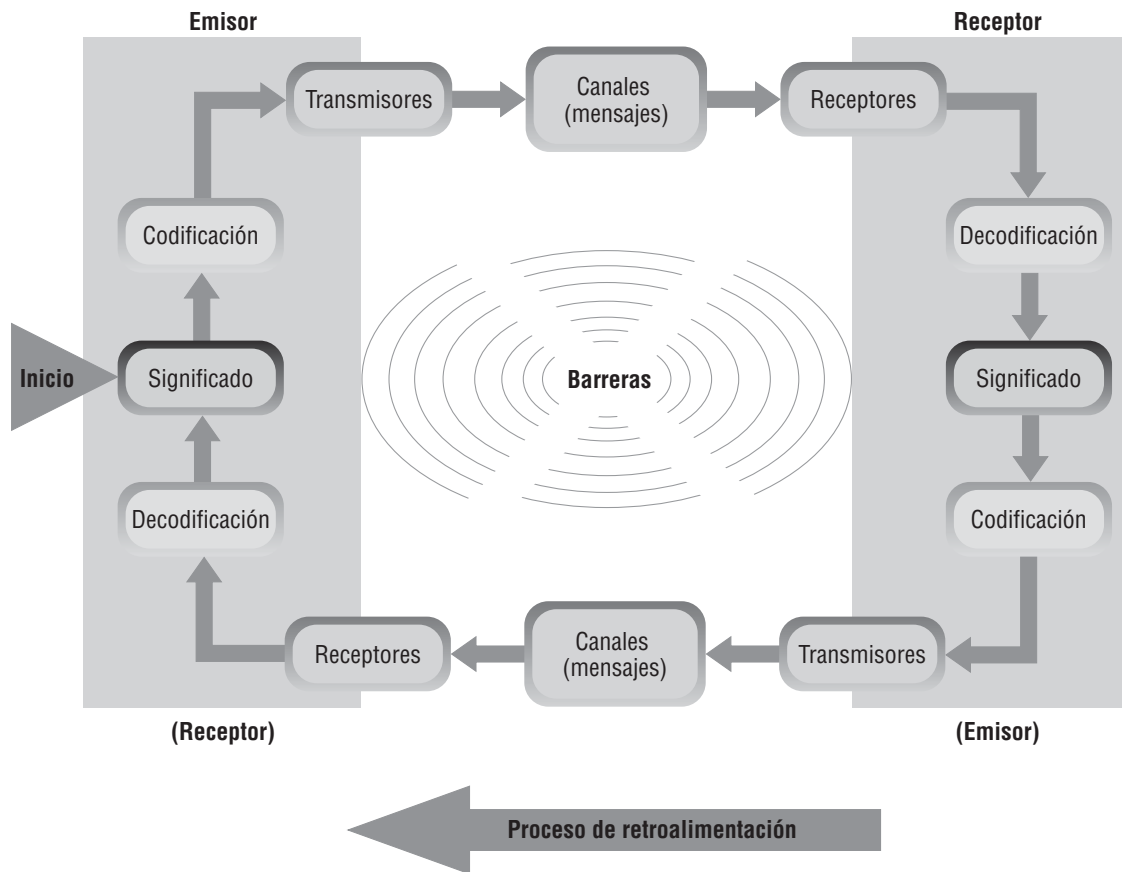 Emisor
Receptor
Transmisores
Canales
(mensajes)
Receptores
Codificación
Decodificación
Inicio
Significado
Barreras
Significado
Decodificación
Codificación
Receptores
Canales
(mensajes)
Transmisores
(Receptor)
(Emisor)
Proceso de retroalimentación